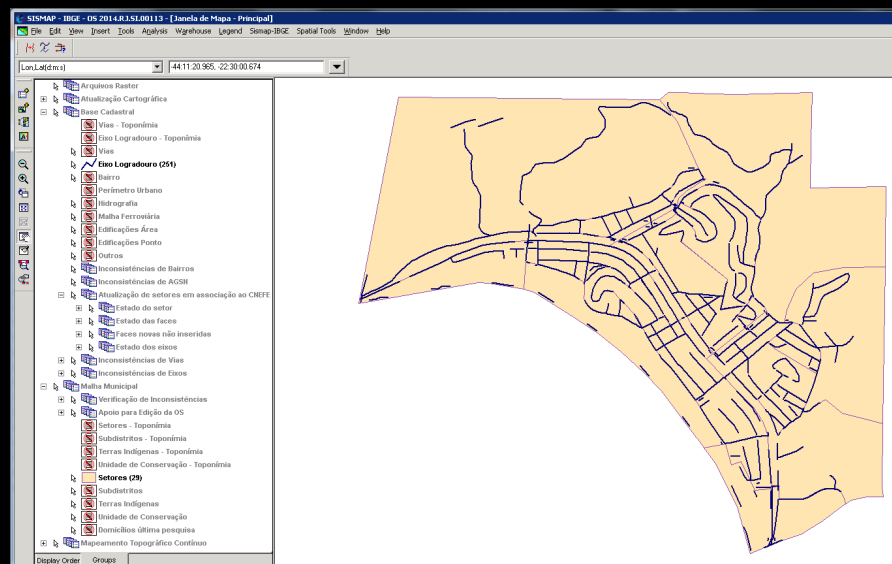 SISMAP - IBGE - OS 2014.RJ.SI.00113 - [Janela de Mapa - Principal]
File Edit View Insert Tools Analysis Warehouse Legend Sismap-IBGE Spatial Tools Window Help
Lon,Lat(d:m:s) -44:11:20.965, -22:30:00.674
Arquivos Raster
Atualização Cartográfica
Base Cadastral
Vias - Toponímia
Eixo Logradouro - Toponímia
Vias
Eixo Logradouro (251)
Bairro
Perímetro Urbano
Hidrografia
Malha Ferroviária
Edificações Área
Edificações Ponto
Outros
Inconsistências de Bairros
Inconsistências de AGSN
Atualização de setores em associação ao CNEFE
Estado do setor
Estado das faces
Faces novas não inseridas
Estado dos eixos
Inconsistências de Vias
Inconsistências de Eixos
Malha Municipal
Verificação de Inconsistências
Apoio para Edição da OS
Setores - Toponímia
Subdistritos - Toponímia
Terras Indígenas - Toponímia
Unidade de Conservação - Toponímia
Setores (29)
Subdistritos
Terras Indígenas
Unidade de Conservação
Domicílios última pesquisa
Mapeamento Topográfico Contínuo
Display Order Groups